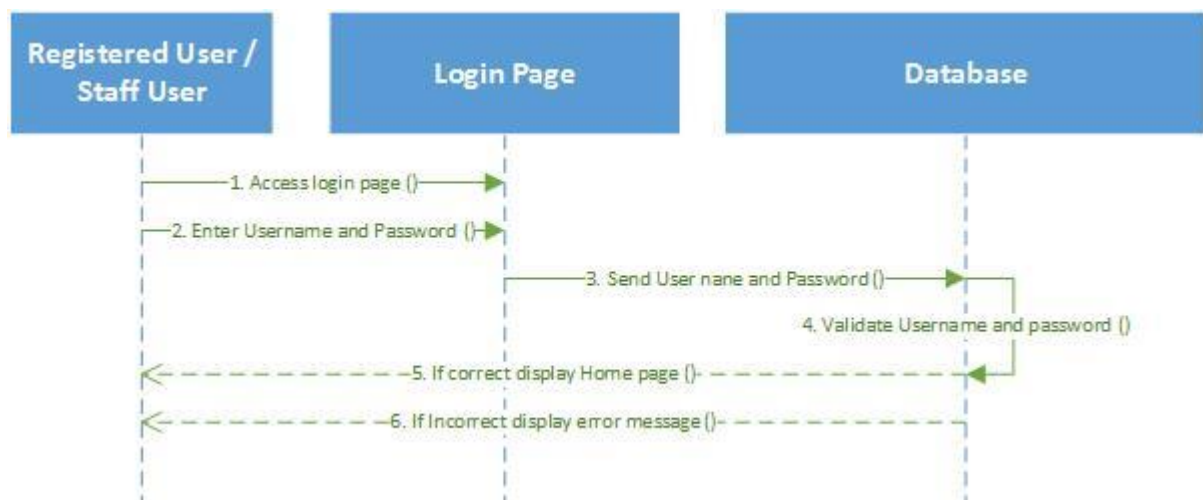 Registered User /
Staff User
Login Page
Database
1. Access login page ()
2. Enter Username and Password ()
3. Send User nane and Password ()
4. Validate Username and password ()
5. If correct display Home page ()
6. If Incorrect display error message ()